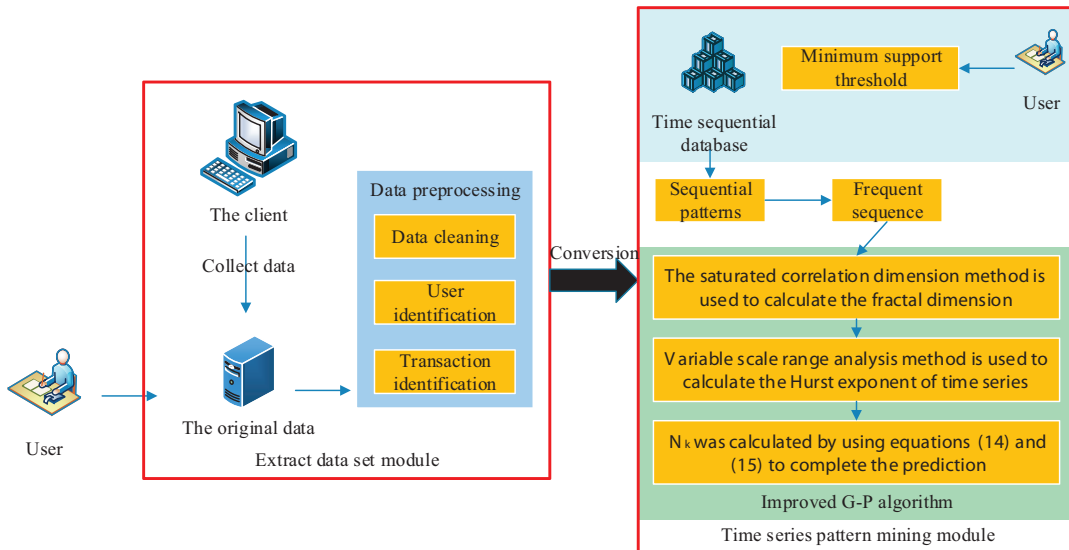 The client
Collect data
User
The original data
Data preprocessing
Data cleaning
User
identification
Transaction
identification
Extract data set module
Conversion
Time sequential
database
Minimum support
threshold
User
Sequential
patterns
Frequent
sequence
The saturated correlation dimension method is
used to calculate the fractal dimension
Variable scale range analysis method is used to
calculate the Hurst exponent of time series
Nk was calculated by using equations (14) and
(15) to complete the prediction
Improved G-P algorithm
Time series pattern mining module